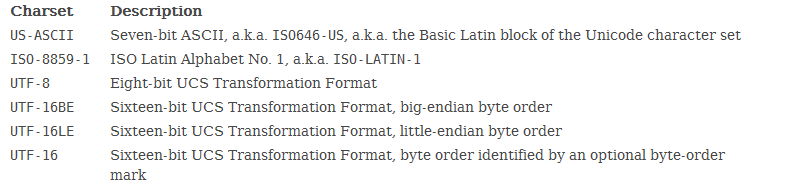 Charset Description
US-ASCII Seven-bit ASCII, a.k.a. ISO646-US, a.k.a. the Basic Latin block of the Unicode character set
ISO-8859-1 ISO Latin Alphabet No. 1, a.k.a. ISO-LATIN-1
UTF-8 Eight-bit UCS Transformation Format
UTF-16BE Sixteen-bit UCS Transformation Format, big-endian byte order
UTF-16LE Sixteen-bit UCS Transformation Format, little-endian byte order
UTF-16 Sixteen-bit UCS Transformation Format, byte order identified by an optional byte-order
mark